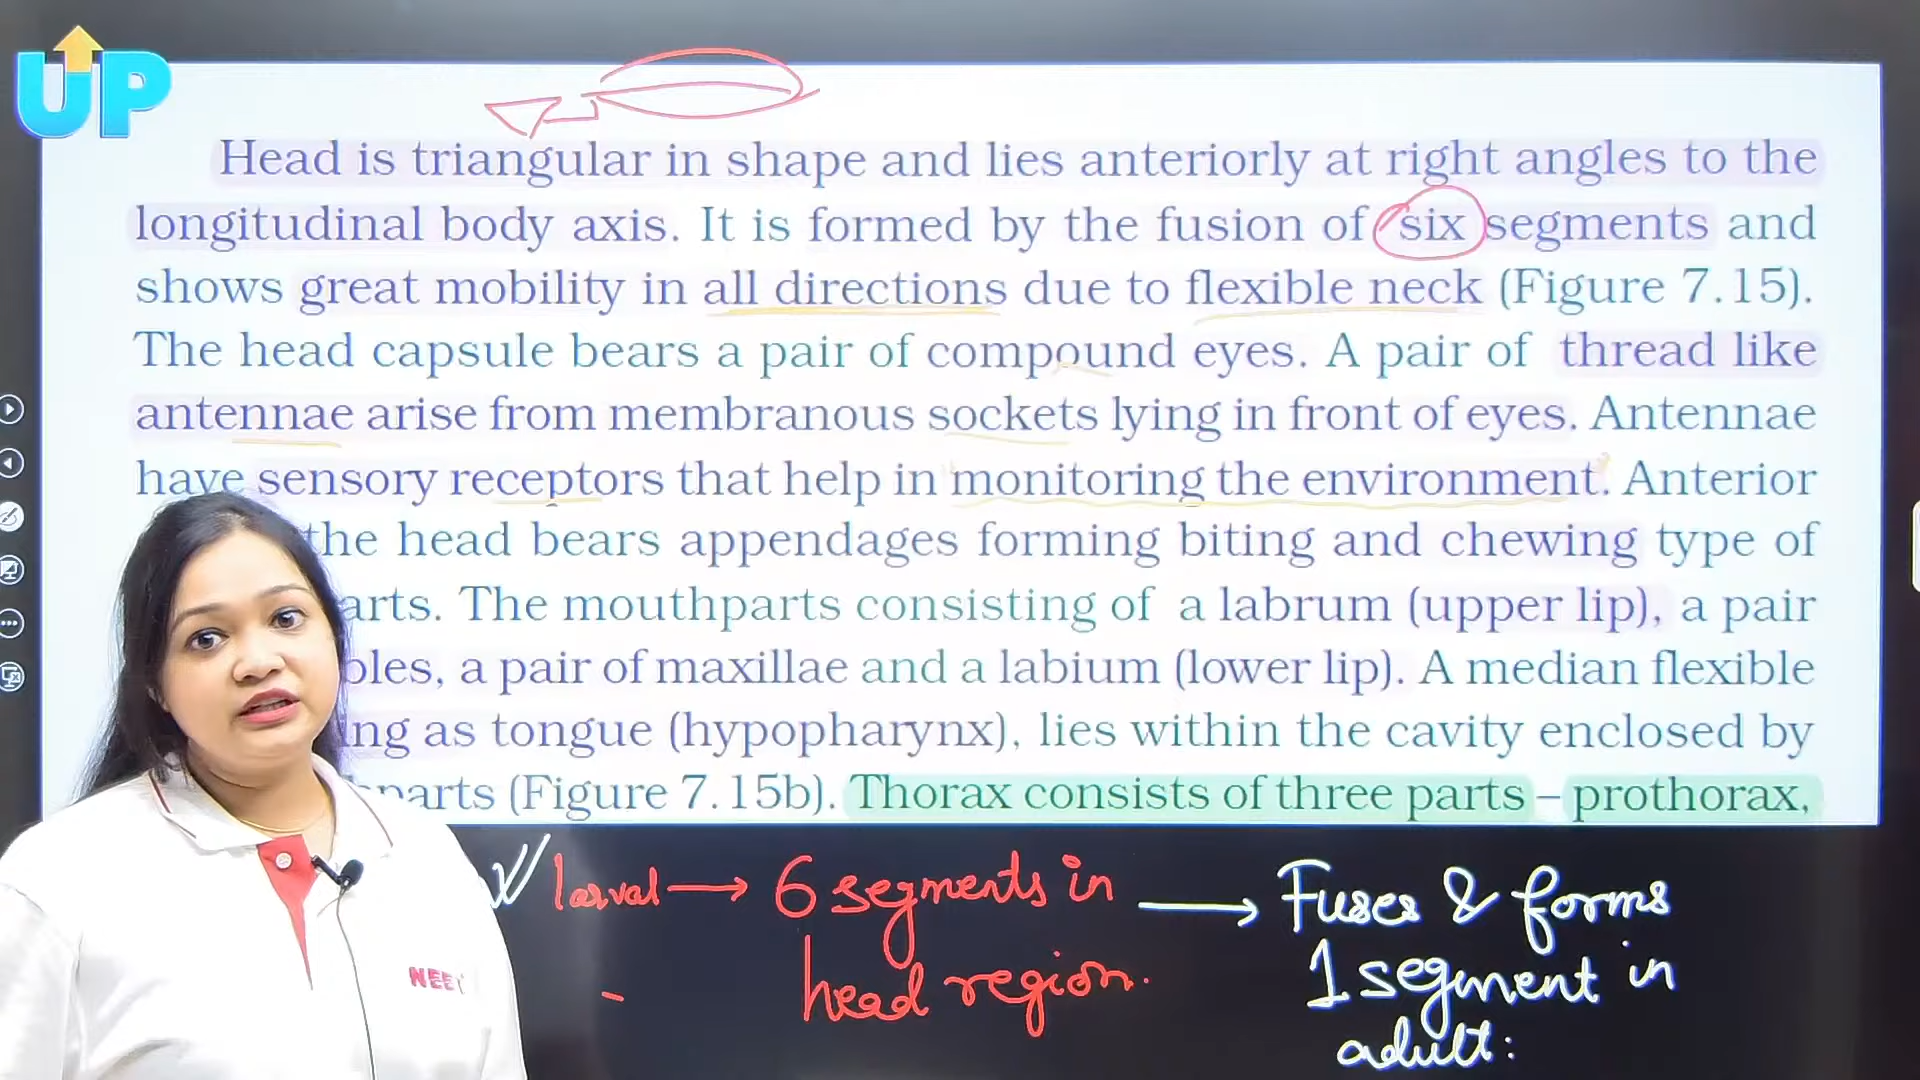 UP
Head is triangular in shape and lies anteriorly at right angles to the
longitudinal body axis. It is formed by the fusion of six segments and
shows great mobility in all directions due to flexible neck (Figure 7.15).
The head capsule bears a pair of compound eyes. A pair of thread like
antennae arise from membranous sockets lying in front of eyes. Antennae
have sensory receptors that help in monitoring the environment. Anterior
the head bears appendages forming biting and chewing type of
arts. The mouthparts consisting of a labrum (upper lip), a pair
bles, a pair of maxillae and a labium (lower lip). A median flexible
ing as tongue (hypopharynx), lies within the cavity enclosed by
parts (Figure 7.15b). Thorax consists of three parts – prothorax,
larval → 6 segments in → Fuses & forms
head region. 1 segment in
adult:
NEET